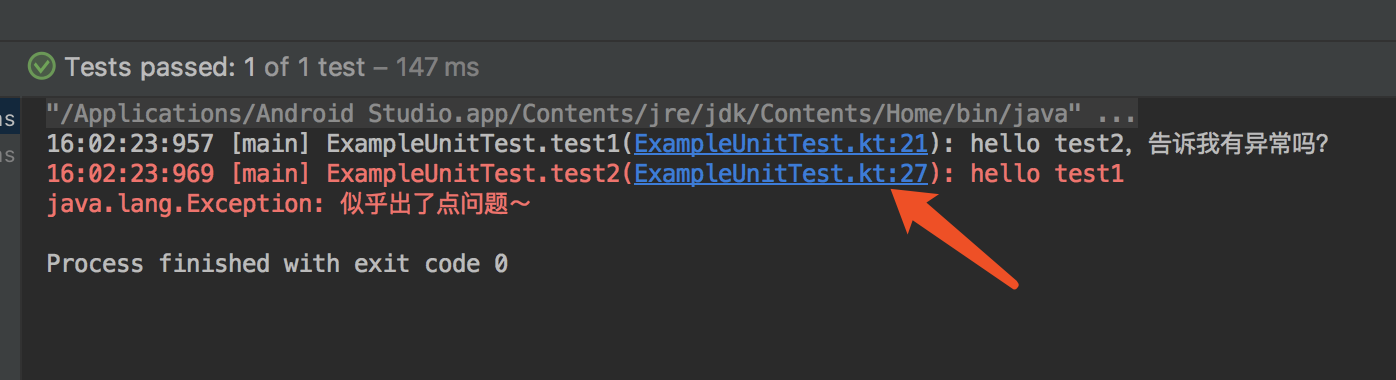 Tests passed: 1 of 1 test – 147 ms
"/Applications/Android Studio.app/Contents/jre/jdk/Contents/Home/bin/java" ...
16:02:23:957 [main] ExampleUnitTest.test1(ExampleUnitTest.kt:21): hello test2，告诉我有异常吗？
16:02:23:969 [main] ExampleUnitTest.test2(ExampleUnitTest.kt:27): hello test1
java.lang.Exception: 似乎出了点问题～
Process finished with exit code 0